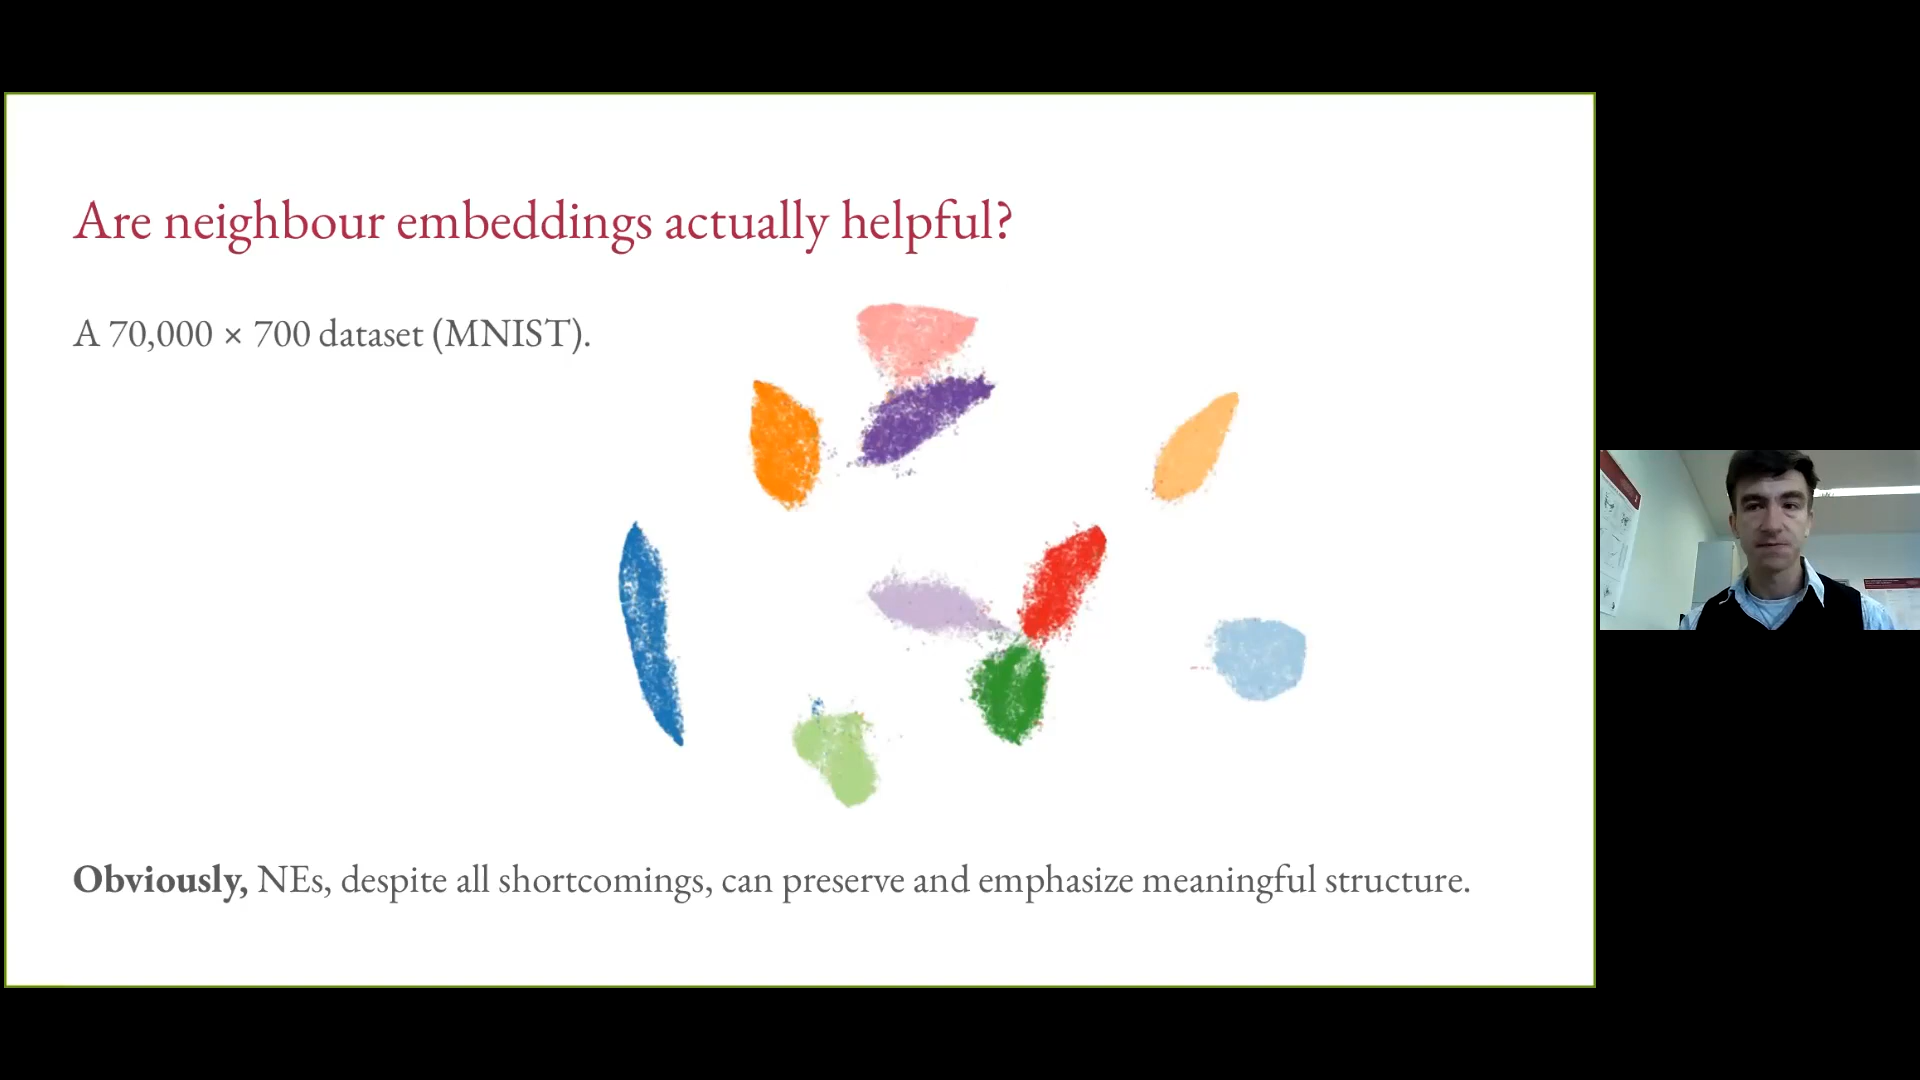 Are neighbour embeddings actually helpful?
A 70,000 × 700 dataset (MNIST).
Obviously, NEs, despite all shortcomings, can preserve and emphasize meaningful structure.